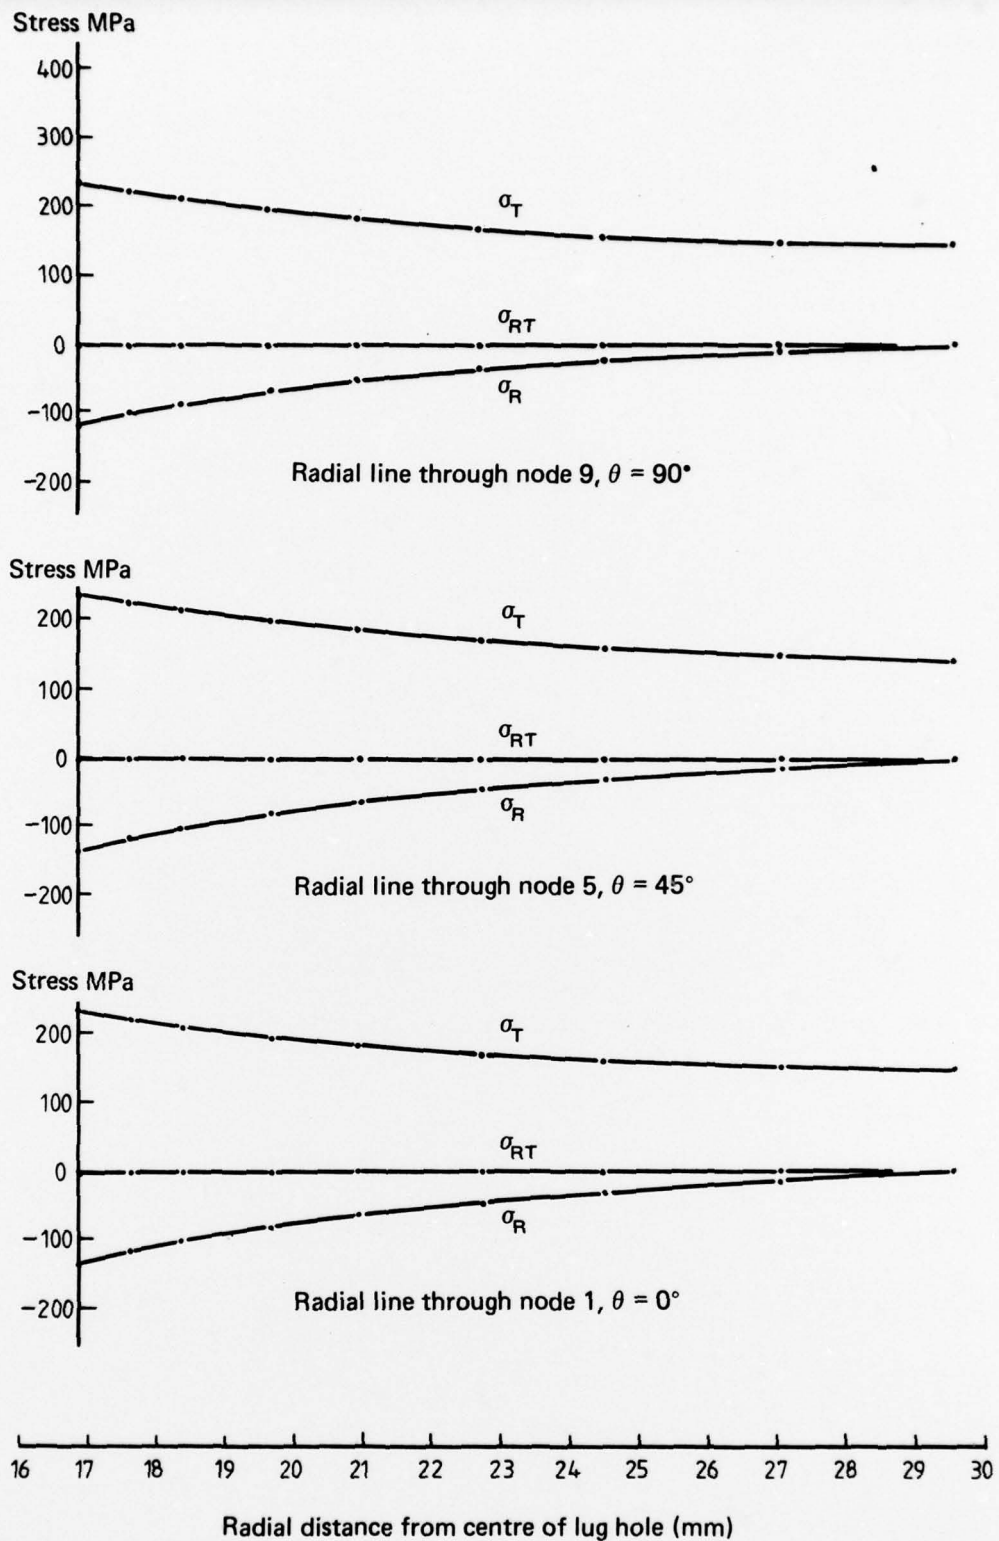 Stress MPa
400
300
200
σT
100
σRT
0
σR
−100
−200
Radial line through node 9, θ = 90°
Stress MPa
200
σT
100
σRT
0
σR
−100
−200
Radial line through node 5, θ = 45°
Stress MPa
200
σT
100
σRT
0
σR
−100
−200
Radial line through node 1, θ = 0°
16 17 18 19 20 21 22 23 24 25 26 27 28 29 30
Radial distance from centre of lug hole (mm)